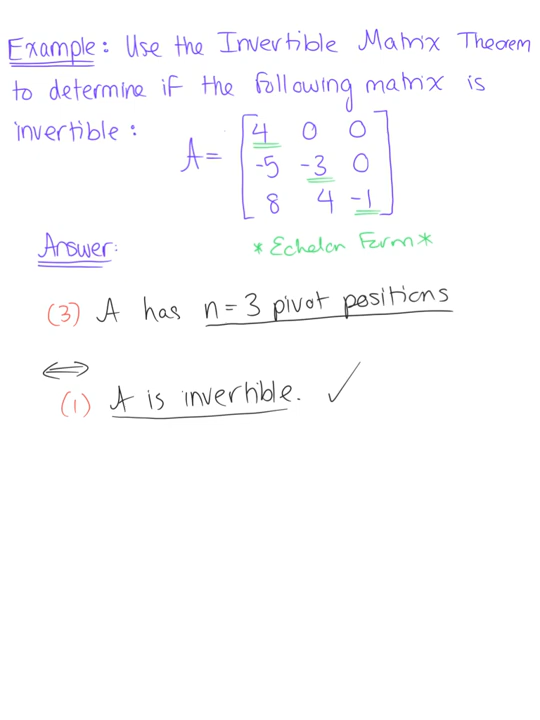 Example: Use the Invertible Matrix Theorem
to determine if the following matrix is
invertible:
A = [4 0 0
-5 -3 0
8 4 -1]
Answer:
*Echelon Form*
(3) A has n = 3 pivot positions
⟺
(1) A is invertible. ✓